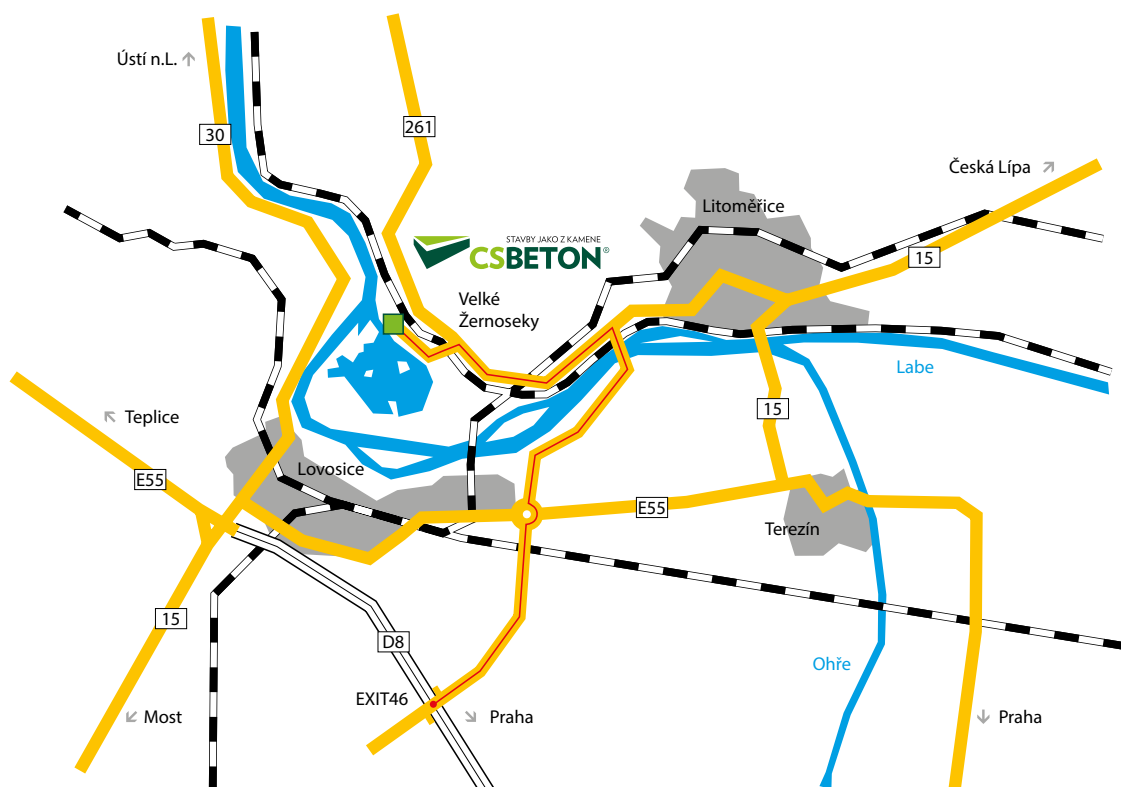 Ústí n.L.
30
261
Česká Lípa
Litoměřice
STAVBY JAKO Z KAMENE
CSBETON®
15
Velké
Žernoseky
Labe
Teplice
15
Lovosice
E55
E55
Terezín
15
D8
Ohře
EXIT46
Most
Praha
Praha